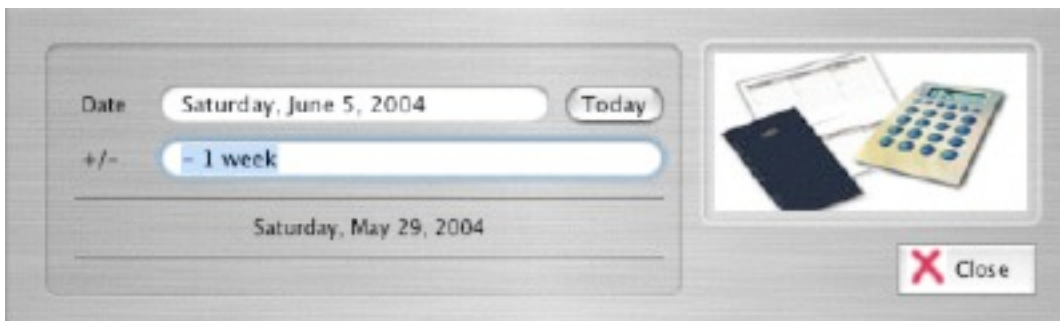 Date Saturday, June 5, 2004 Today
+/- - 1 week
Saturday, May 29, 2004
Close